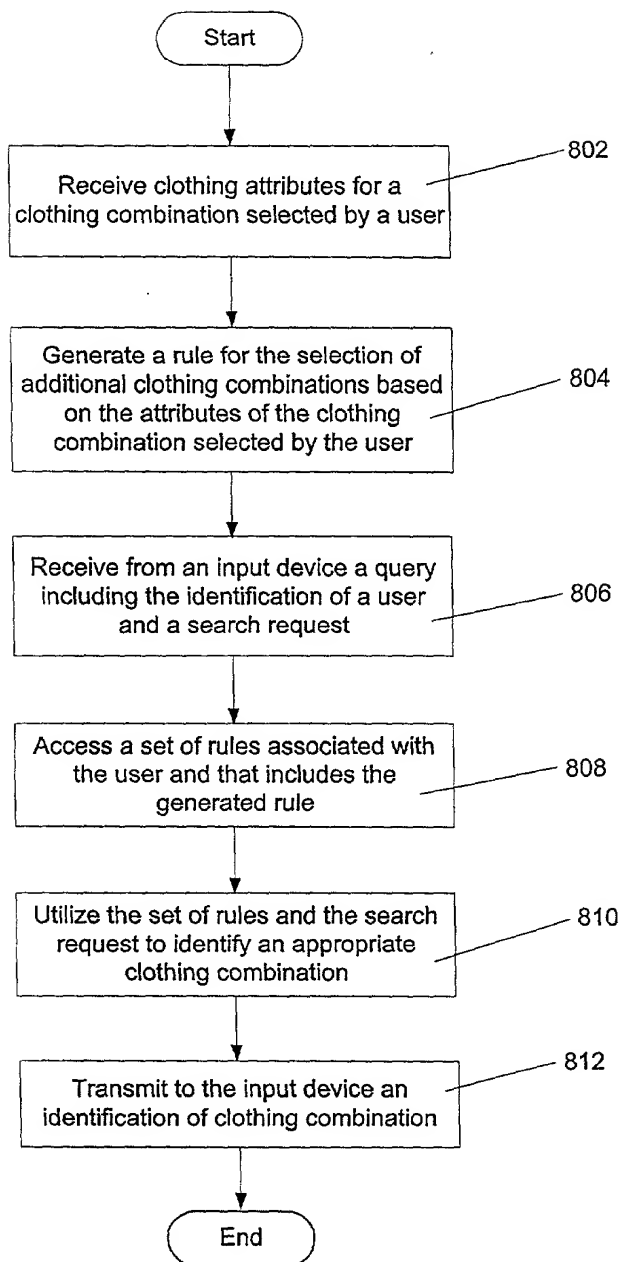 Start
802
Receive clothing attributes for a
clothing combination selected by a user
Generate a rule for the selection of
additional clothing combinations based
on the attributes of the clothing
combination selected by the user
804
Receive from an input device a query
including the identification of a user
and a search request
806
Access a set of rules associated with
the user and that includes the
generated rule
808
Utilize the set of rules and the search
request to identify an appropriate
clothing combination
810
812
Transmit to the input device an
identification of clothing combination
End